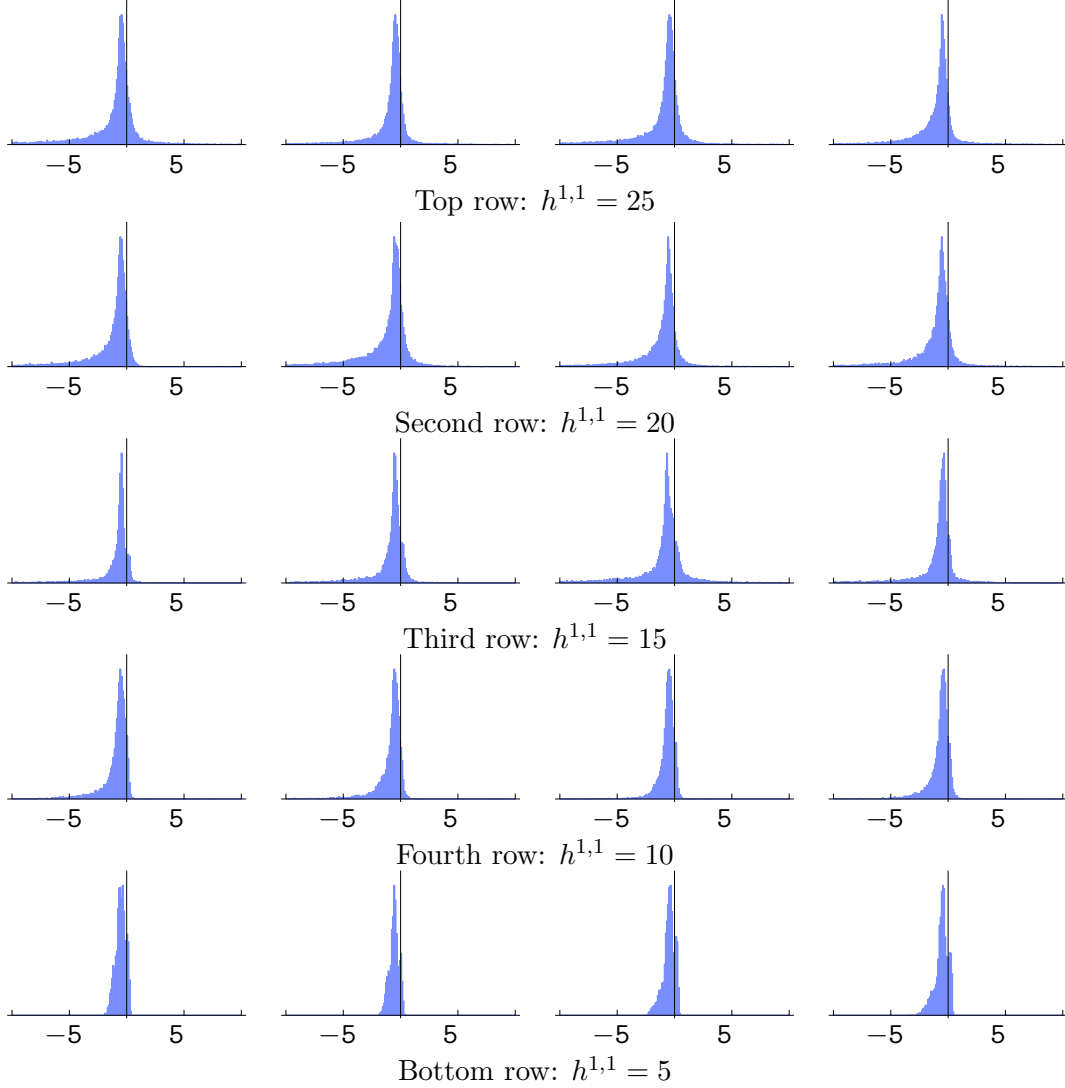 −5 5 −5 5 −5 5 −5 5
Top row: h^{1,1} = 25
−5 5 −5 5 −5 5 −5 5
Second row: h^{1,1} = 20
−5 5 −5 5 −5 5 −5 5
Third row: h^{1,1} = 15
−5 5 −5 5 −5 5 −5 5
Fourth row: h^{1,1} = 10
−5 5 −5 5 −5 5 −5 5
Bottom row: h^{1,1} = 5